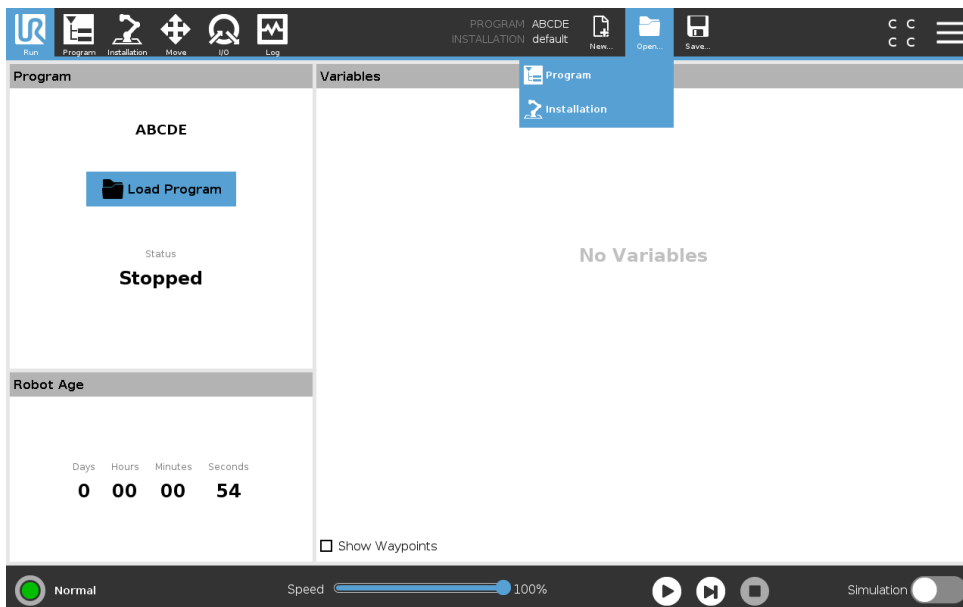 UR
Run
Program
Installation
Move
I/O
Log
PROGRAM ABCDE
INSTALLATION default
New...
Open...
Save...
C C
C C
Program
Installation
Program
ABCDE
Load Program
Status
Stopped
Variables
No Variables
Robot Age
Days Hours Minutes Seconds
0 00 00 54
Show Waypoints
Normal
Speed 100%
Simulation